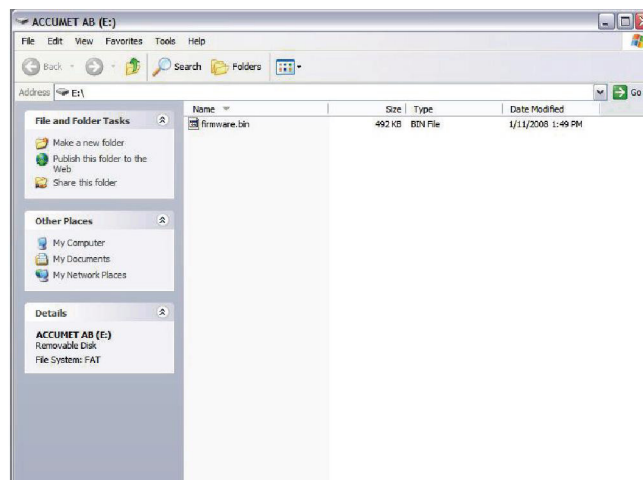 ACCUMET AB (E:)
File Edit View Favorites Tools Help
Back Search Folders
Address E:\ Go
File and Folder Tasks
Make a new folder
Publish this folder to the
Web
Share this folder
Other Places
My Computer
My Documents
My Network Places
Details
ACCUMET AB (E:)
Removable Disk
File System: FAT
Name Size Type Date Modified
firmware.bin 492 KB BIN File 1/11/2008 1:49 PM